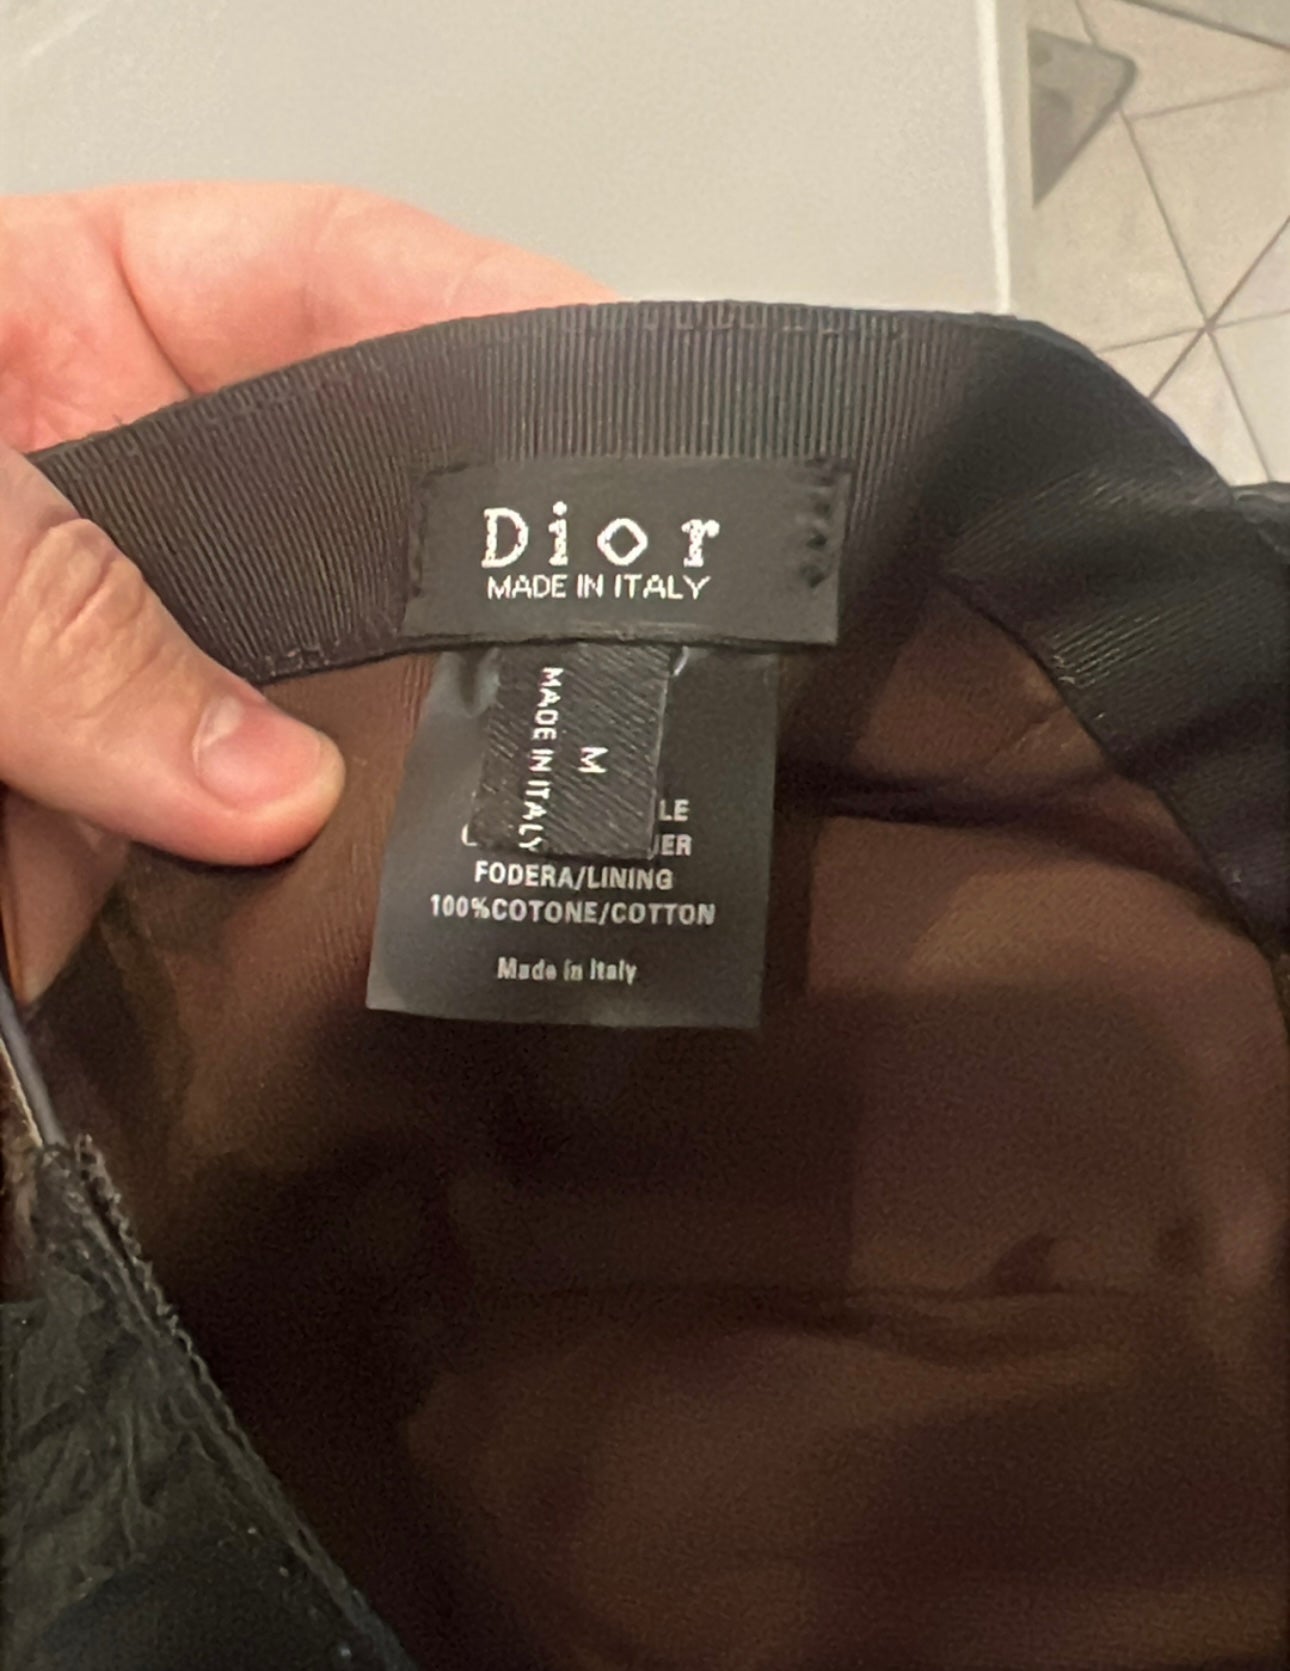 Dior
MADE IN ITALY
MADE IN ITALY
M
FODERA/LINING
100%COTONE/COTTON
Made in Italy